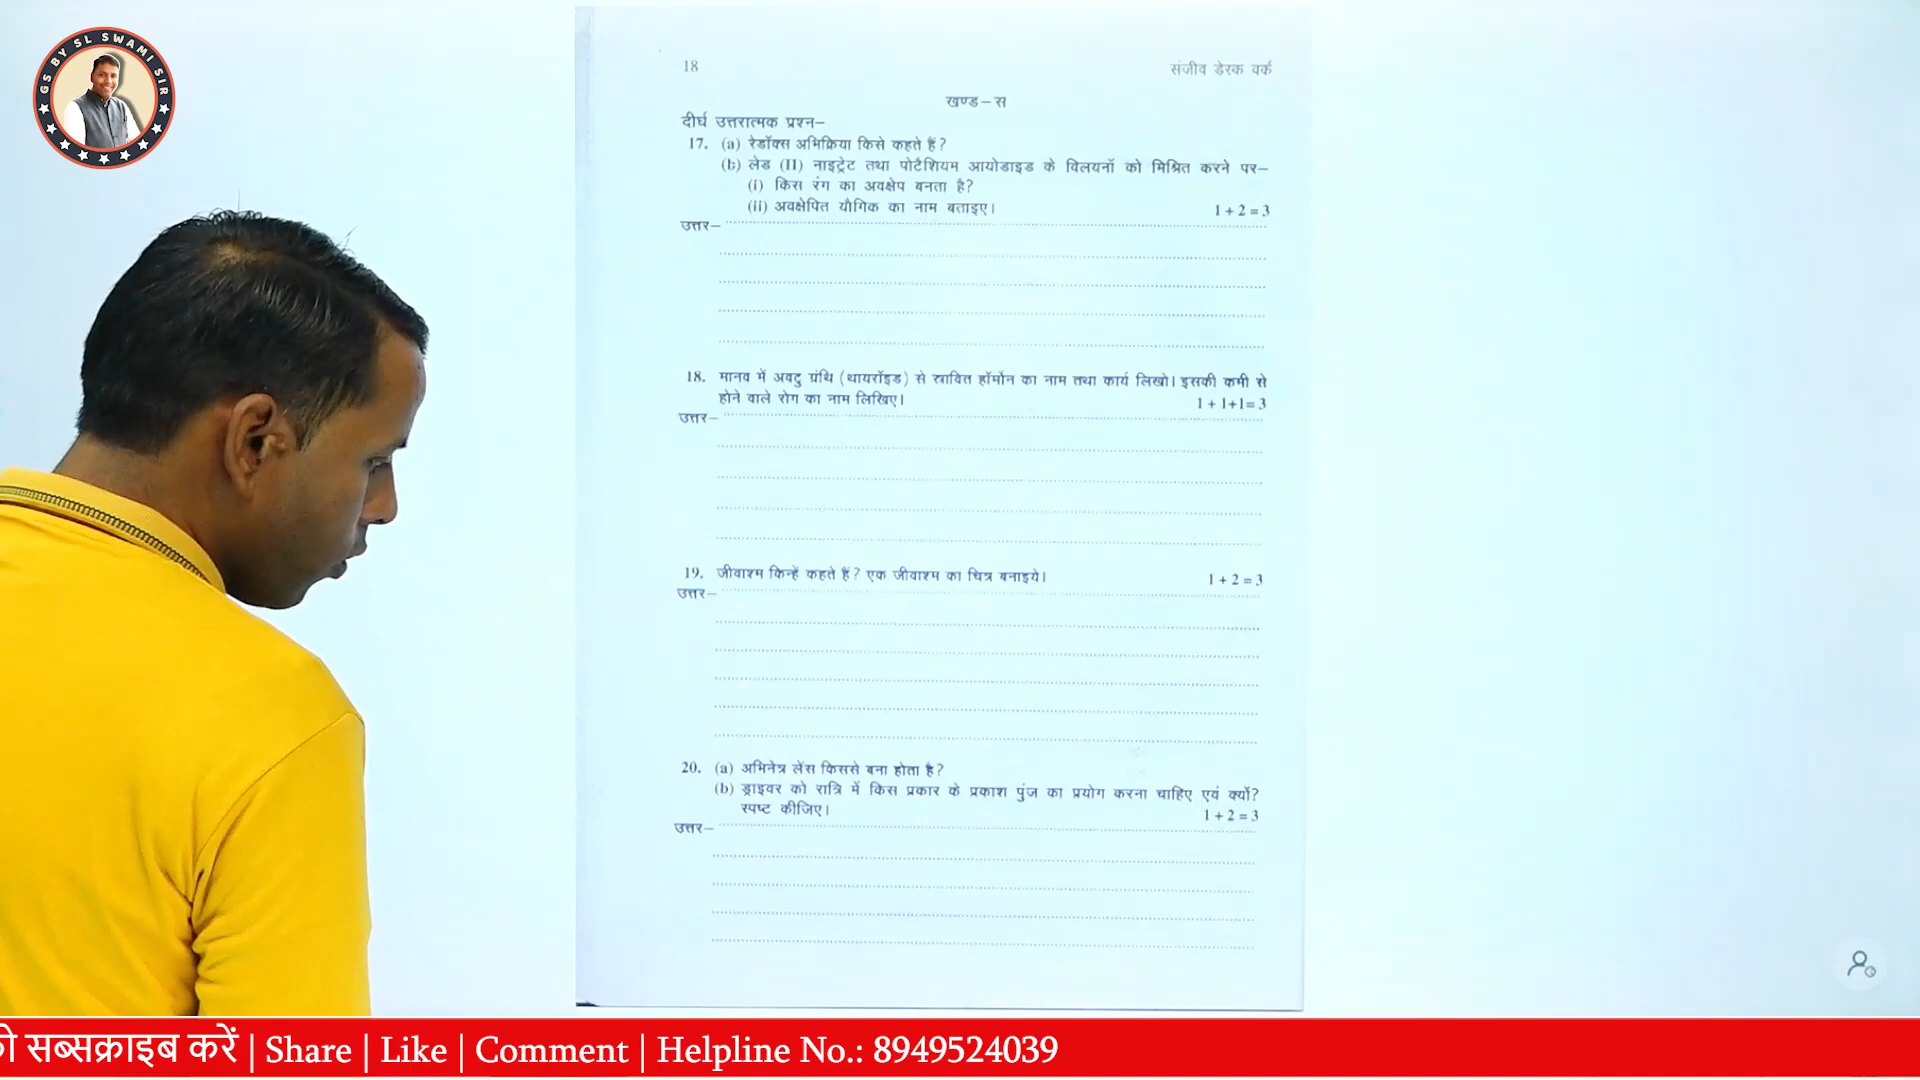 GS BY SL SWAMI SIR
18
संजीव डेस्क वर्क
खण्ड–स
दीर्घ उत्तरात्मक प्रश्न–
17. (a) रेडॉक्स अभिक्रिया किसे कहते हैं?
(b) लेड (II) नाइट्रेट तथा पोटैशियम आयोडाइड के विलयनों को मिश्रित करने पर–
(i) किस रंग का अवक्षेप बनता है?
(ii) अवक्षेपित यौगिक का नाम बताइए। 1 + 2 = 3
उत्तर–
18. मानव में अवटु ग्रंथि (थायरॉइड) से स्रावित हॉर्मोन का नाम तथा कार्य लिखो। इसकी कमी से
होने वाले रोग का नाम लिखिए। 1 + 1+1= 3
उत्तर–
19. जीवाश्म किन्हें कहते हैं? एक जीवाश्म का चित्र बनाइये। 1 + 2 = 3
उत्तर–
20. (a) अभिनेत्र लेंस किससे बना होता है?
(b) ड्राइवर को रात्रि में किस प्रकार के प्रकाश पुंज का प्रयोग करना चाहिए एवं क्यों?
स्पष्ट कीजिए। 1 + 2 = 3
उत्तर–
सब्सक्राइब करें | Share | Like | Comment | Helpline No.: 8949524039